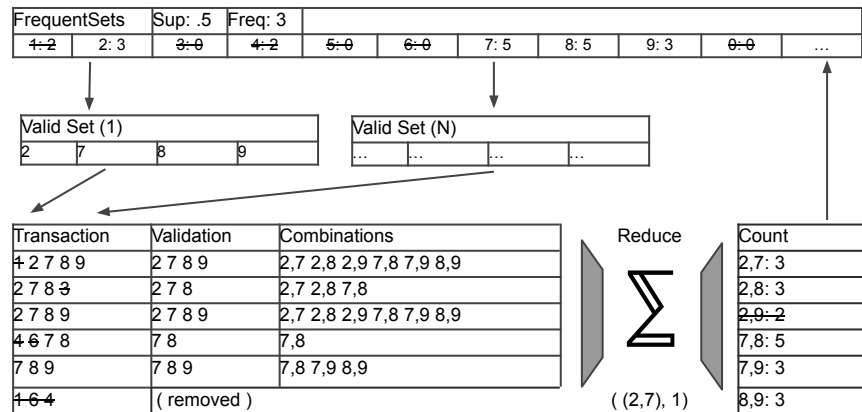 FrequentSets Sup: .5 Freq: 3
1: 2 2: 3 3: 0 4: 2 5: 0 6: 0 7: 5 8: 5 9: 3 0: 0 ...
Valid Set (1) Valid Set (N)
2 7 8 9 ... ... ... ...
Transaction Validation Combinations Reduce Count
1 2 7 8 9 2 7 8 9 2,7 2,8 2,9 7,8 7,9 8,9 2,7: 3
2 7 8 3 2 7 8 2,7 2,8 7,8 2,8: 3
2 7 8 9 2 7 8 9 2,7 2,8 2,9 7,8 7,9 8,9 2,9: 2
4 6 7 8 7 8 7,8 7,8: 5
7 8 9 7 8 9 7,8 7,9 8,9 7,9: 3
1 6 4 ( removed ) ( (2,7), 1) 8,9: 3
∑